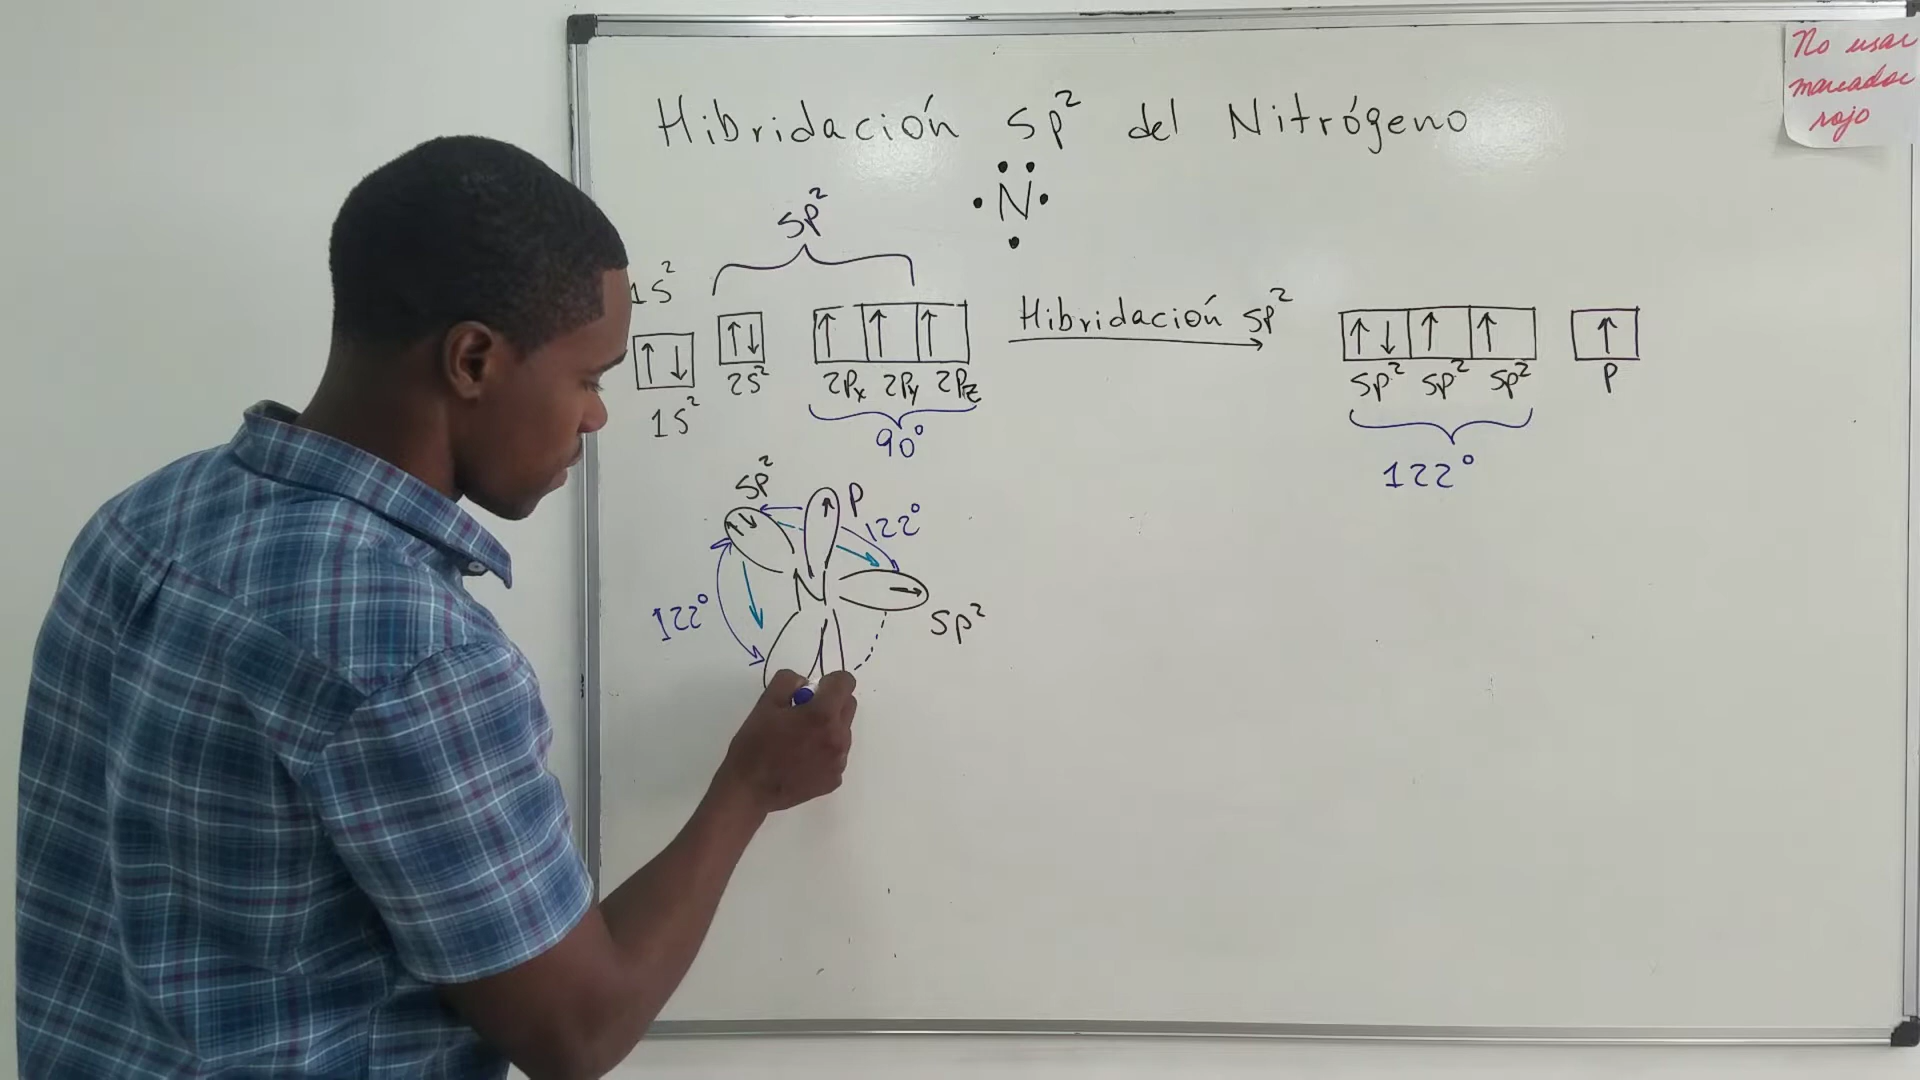 No usar
marcador
rojo
Hibridación sp² del Nitrógeno
N
sp²
1s²
↑↓ ↑↓ ↑ ↑ ↑
1s² 2s² 2Px 2Py 2Pz
90°
Hibridación sp²
↑↓ ↑ ↑ ↑
sp² sp² sp² P
122°
sp² P
122°
N
122°
sp²